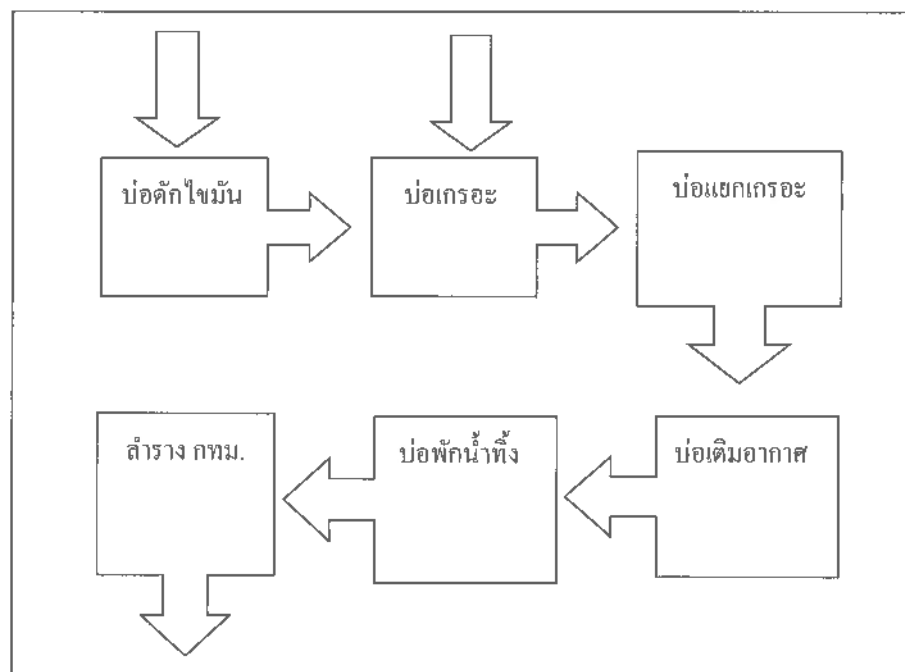 บ่อดักไขมัน
บ่อเกรอะ
บ่อแยกเกรอะ
ลำราง กทม.
บ่อพักน้ำทิ้ง
บ่อเติมอากาศ